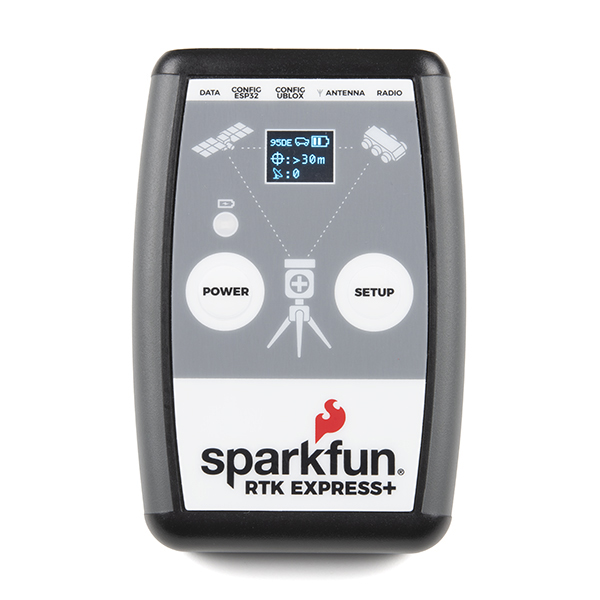 DATA CONFIG ESP32 CONFIG UBLOX ANTENNA RADIO
95DE
:>30m
:0
POWER SETUP
sparkfun®
RTK EXPRESS+